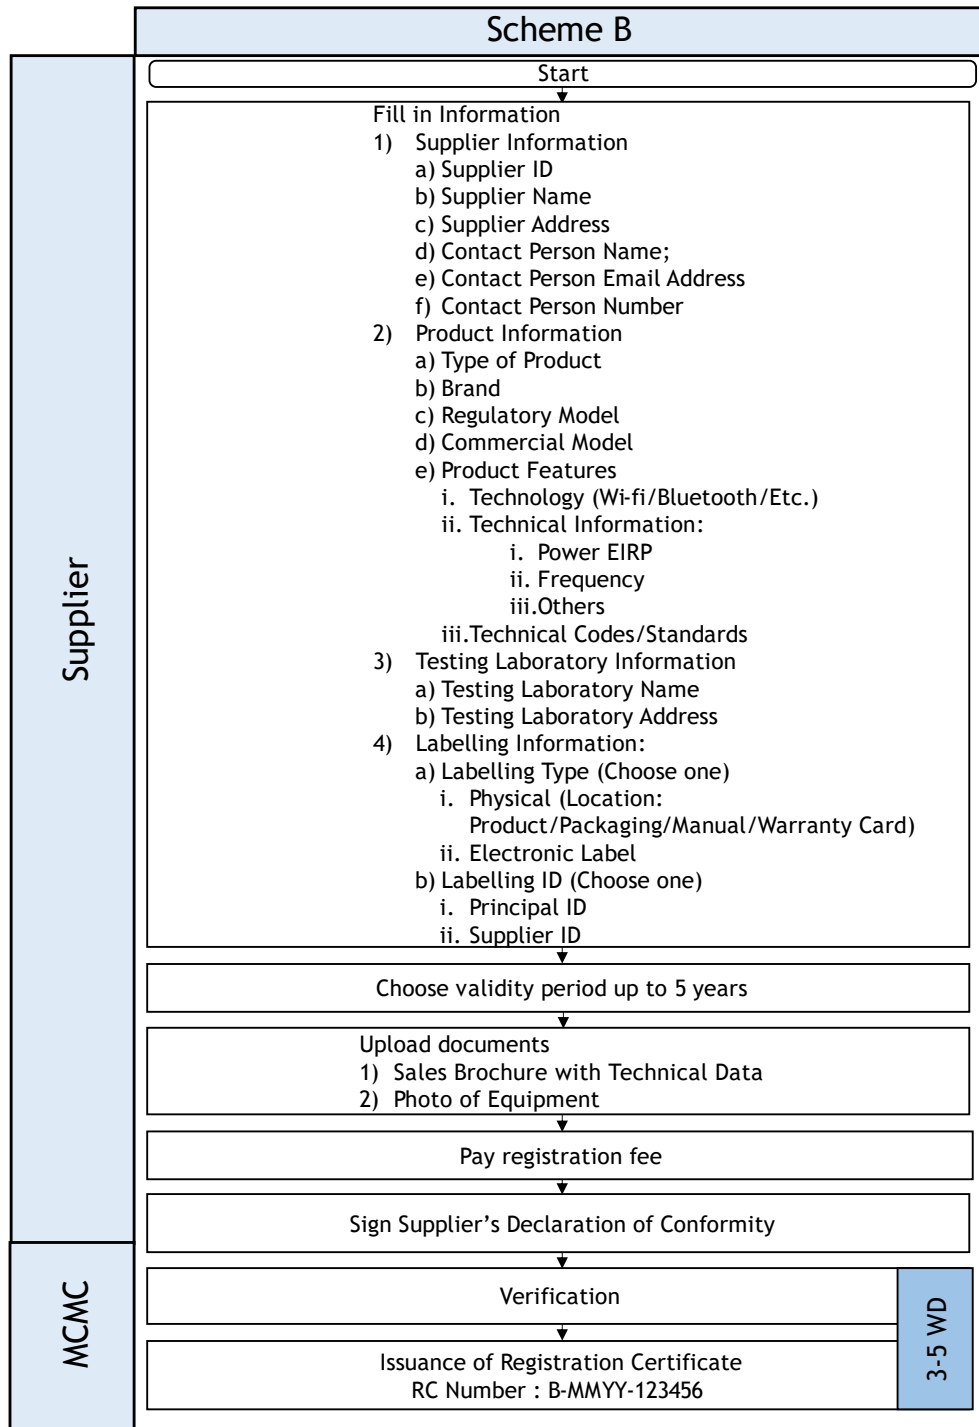 Scheme B
Supplier
Start
Fill in Information
1) Supplier Information
a) Supplier ID
b) Supplier Name
c) Supplier Address
d) Contact Person Name;
e) Contact Person Email Address
f) Contact Person Number
2) Product Information
a) Type of Product
b) Brand
c) Regulatory Model
d) Commercial Model
e) Product Features
i. Technology (Wi-fi/Bluetooth/Etc.)
ii. Technical Information:
i. Power EIRP
ii. Frequency
iii.Others
iii.Technical Codes/Standards
3) Testing Laboratory Information
a) Testing Laboratory Name
b) Testing Laboratory Address
4) Labelling Information:
a) Labelling Type (Choose one)
i. Physical (Location:
Product/Packaging/Manual/Warranty Card)
ii. Electronic Label
b) Labelling ID (Choose one)
i. Principal ID
ii. Supplier ID
Choose validity period up to 5 years
Upload documents
1) Sales Brochure with Technical Data
2) Photo of Equipment
Pay registration fee
Sign Supplier's Declaration of Conformity
MCMC
Verification
Issuance of Registration Certificate
RC Number : B-MMYY-123456
3-5 WD